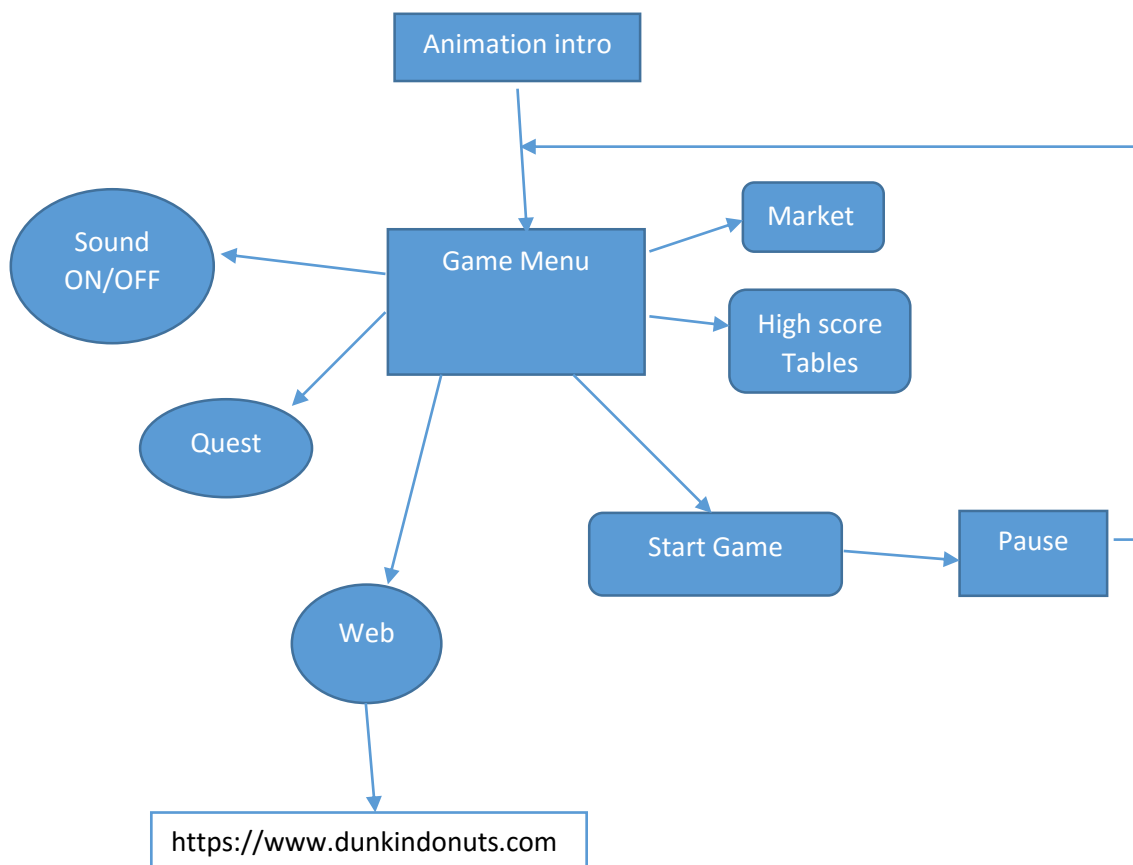 Animation intro
Market
Sound
ON/OFF
Game Menu
High score
Tables
Quest
Start Game
Pause
Web
https://www.dunkindonuts.com